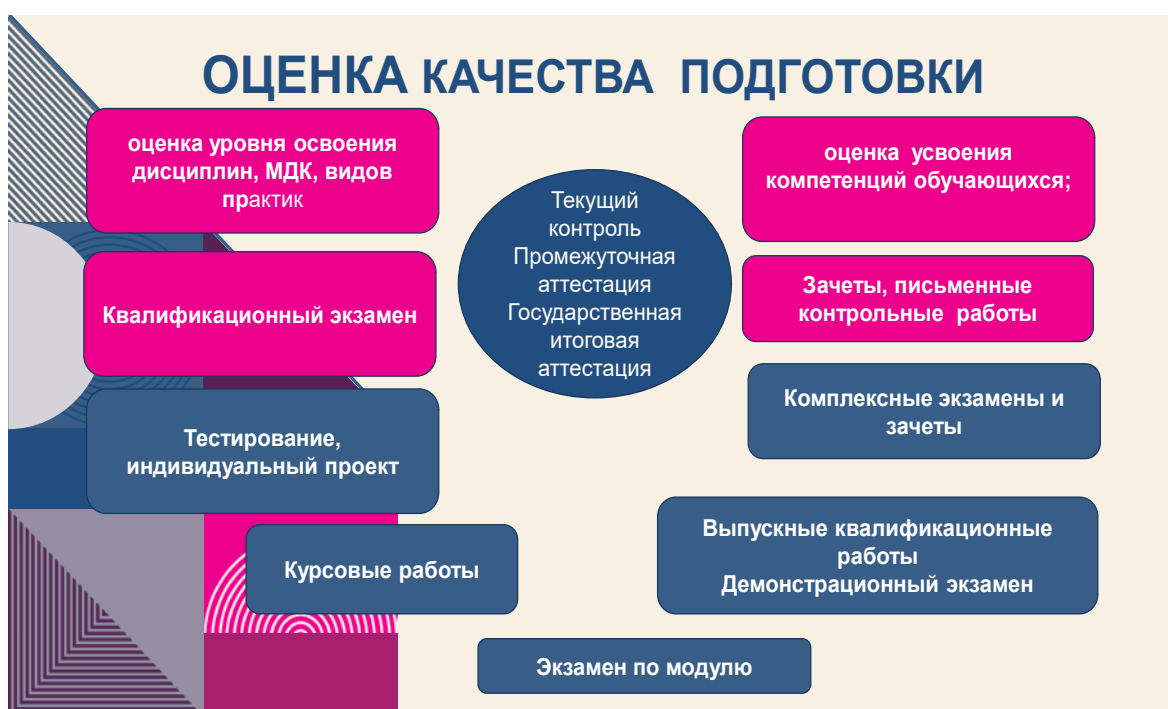 ОЦЕНКА КАЧЕСТВА ПОДГОТОВКИ
оценка уровня освоения
дисциплин, МДК, видов
практик
Квалификационный экзамен
Тестирование,
индивидуальный проект
Курсовые работы
Текущий
контроль
Промежуточная
аттестация
Государственная
итоговая
аттестация
оценка усвоения
компетенций обучающихся;
Зачеты, письменные
контрольные работы
Комплексные экзамены и
зачеты
Выпускные квалификационные
работы
Демонстрационный экзамен
Экзамен по модулю